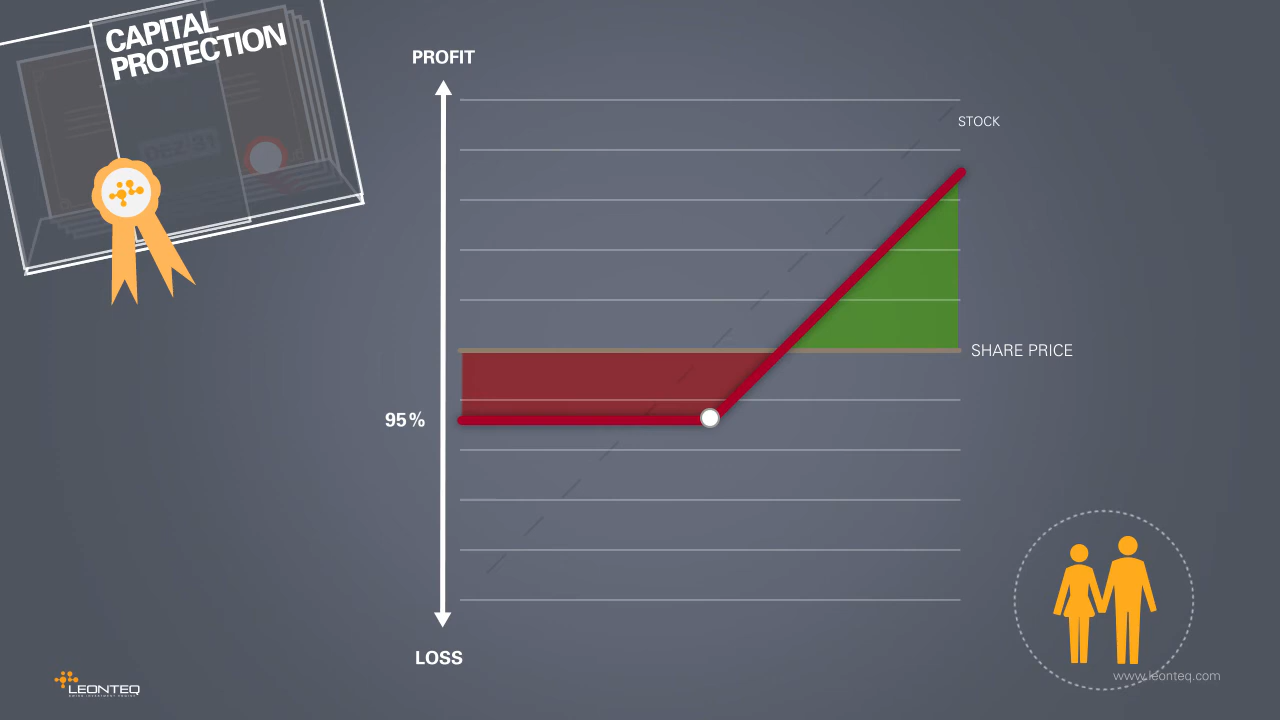 CAPITAL
PROTECTION
PROFIT
STOCK
SHARE PRICE
95%
LOSS
LEONTEQ
www.leonteq.com